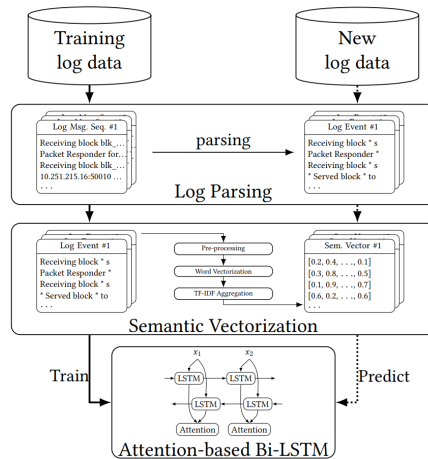 Training
log data
New
log data
Log Msg. Seq. #1
Receiving block blk_...
Packet Responder for...
Receiving block blk_...
10.251.215.16:50010 ...
. . .
parsing
Log Event #1
Receiving block * s
Packet Responder *
Receiving block * s
* Served block * to
. . .
Log Parsing
Log Event #1
Receiving block * s
Packet Responder *
Receiving block * s
* Served block * to
. . .
Pre-processing
Word Vectorization
TF-IDF Aggregation
Sem. Vector #1
[0.2, 0.4, . . ., 0.1]
[0.3, 0.8, . . ., 0.5]
[0.1, 0.9, . . ., 0.7]
[0.6, 0.2, . . ., 0.6]
. . .
Semantic Vectorization
Train
Predict
x1 x2
LSTM LSTM
LSTM LSTM
Attention Attention
Attention-based Bi-LSTM